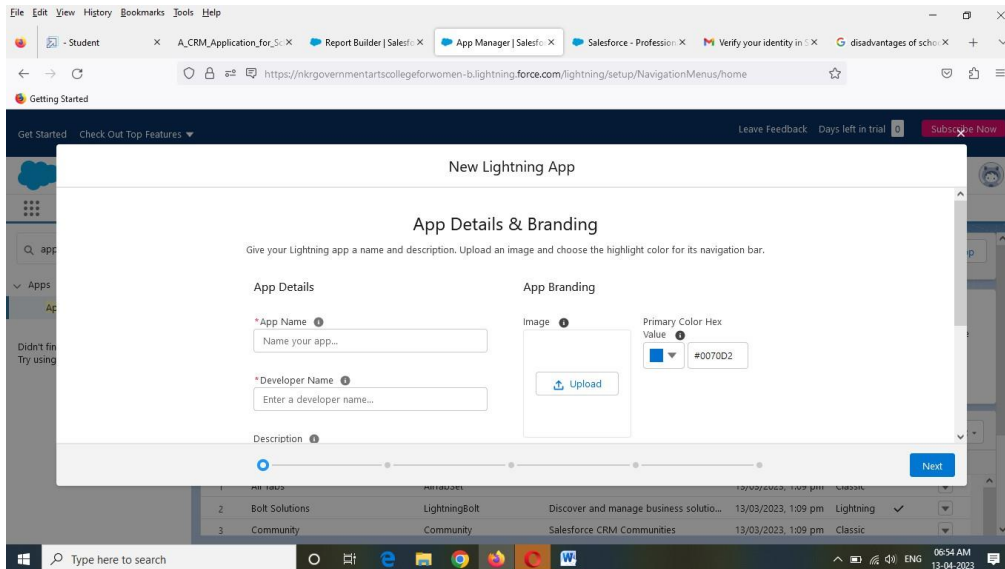 File Edit View History Bookmarks Tools Help
- Student A_CRM_Application_for_Sc Report Builder | Salesfo App Manager | Salesfo Salesforce - Profession Verify your identity in S disadvantages of schoo
https://nkrgovernmentartscollegeforwomen-b.lightning.force.com/lightning/setup/NavigationMenus/home
Getting Started
Get Started Check Out Top Features Leave Feedback Days left in trial 0 Subscribe Now
New Lightning App
App Details & Branding
Give your Lightning app a name and description. Upload an image and choose the highlight color for its navigation bar.
app
Apps
Ap
Didn't fin
Try using
App Details
*App Name
Name your app...
*Developer Name
Enter a developer name...
Description
App Branding
Image
Upload
Primary Color Hex
Value
#0070D2
Next
1 All Tabs AllTabSet 13/03/2023, 1:09 pm Classic
2 Bolt Solutions LightningBolt Discover and manage business solutio... 13/03/2023, 1:09 pm Lightning
3 Community Community Salesforce CRM Communities 13/03/2023, 1:09 pm Classic
Type here to search
ENG
06:54 AM
13-04-2023